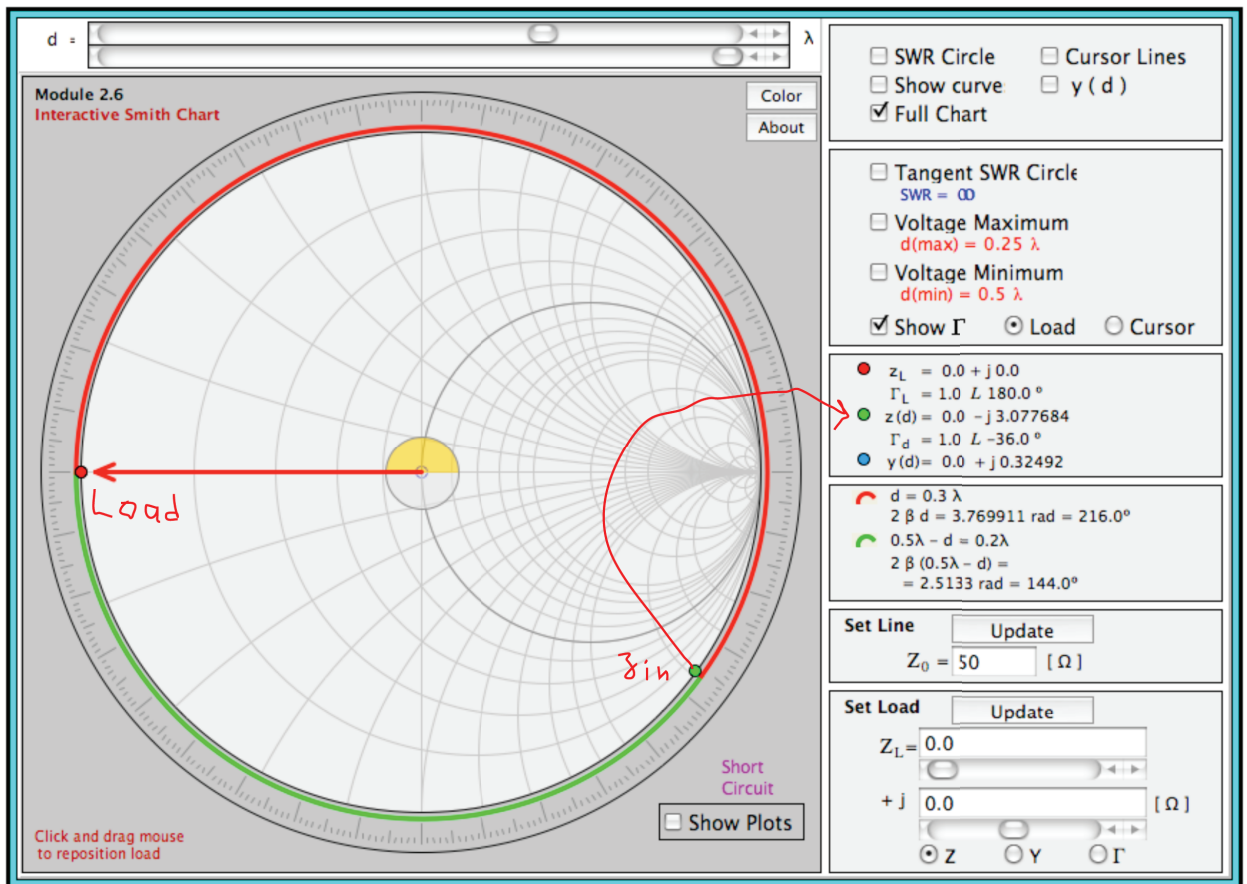 d = λ
Module 2.6
Interactive Smith Chart
Color
About
Load
zin
Short
Circuit
Show Plots
Click and drag mouse
to reposition load
SWR Circle
Cursor Lines
Show curve
y ( d )
Full Chart
Tangent SWR Circle
SWR = ∞
Voltage Maximum
d(max) = 0.25 λ
Voltage Minimum
d(min) = 0.5 λ
Show Γ Load Cursor
z_L = 0.0 + j 0.0
Γ_L = 1.0 ∠ 180.0 º
z (d) = 0.0 - j 3.077684
Γ_d = 1.0 ∠ -36.0 º
y (d)= 0.0 + j 0.32492
d = 0.3 λ
2 β d = 3.769911 rad = 216.0º
0.5λ - d = 0.2λ
2 β (0.5λ - d) =
= 2.5133 rad = 144.0º
Set Line
Update
Z_0 = 50 [ Ω ]
Set Load
Update
Z_L= 0.0
+ j 0.0 [ Ω ]
Z Y Γ